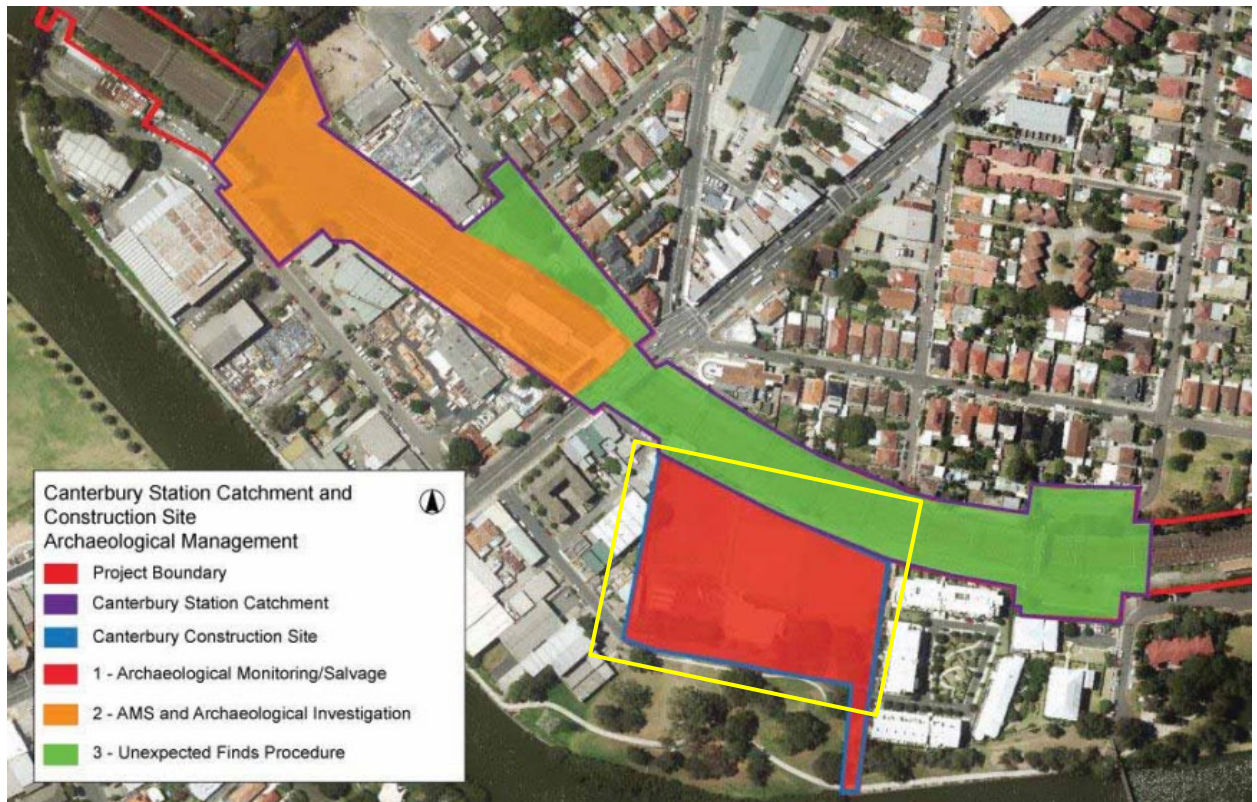 Canterbury Station Catchment and
Construction Site
Archaeological Management
Project Boundary
Canterbury Station Catchment
Canterbury Construction Site
1 - Archaeological Monitoring/Salvage
2 - AMS and Archaeological Investigation
3 - Unexpected Finds Procedure